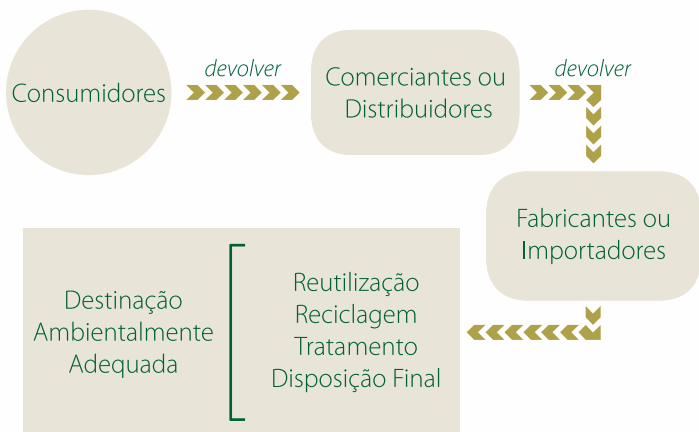 Consumidores
devolver
Comerciantes ou
Distribuidores
devolver
Fabricantes ou
Importadores
Destinação
Ambientalmente
Adequada
Reutilização
Reciclagem
Tratamento
Disposição Final